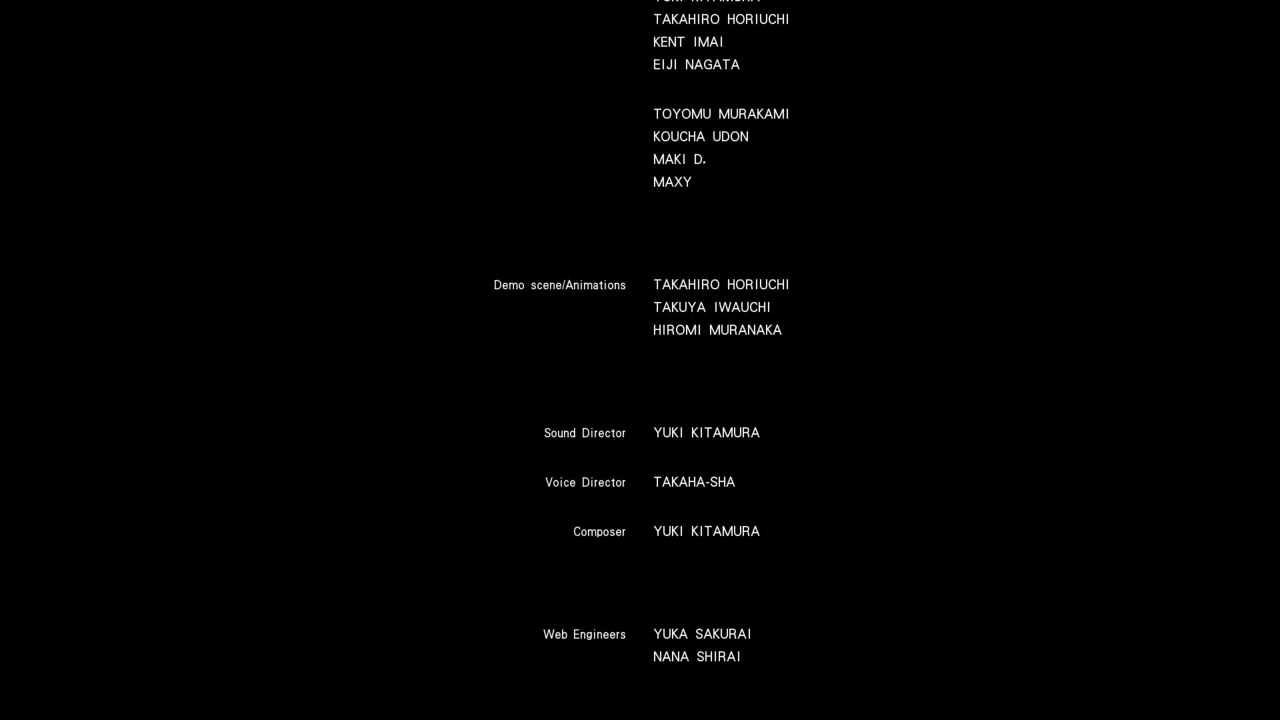 YUKI KITAMURA
TAKAHIRO HORIUCHI
KENT IMAI
EIJI NAGATA
TOYOMU MURAKAMI
KOUCHA UDON
MAKI D.
MAXY
Demo scene/Animations TAKAHIRO HORIUCHI
TAKUYA IWAUCHI
HIROMI MURANAKA
Sound Director YUKI KITAMURA
Voice Director TAKAHA-SHA
Composer YUKI KITAMURA
Web Engineers YUKA SAKURAI
NANA SHIRAI